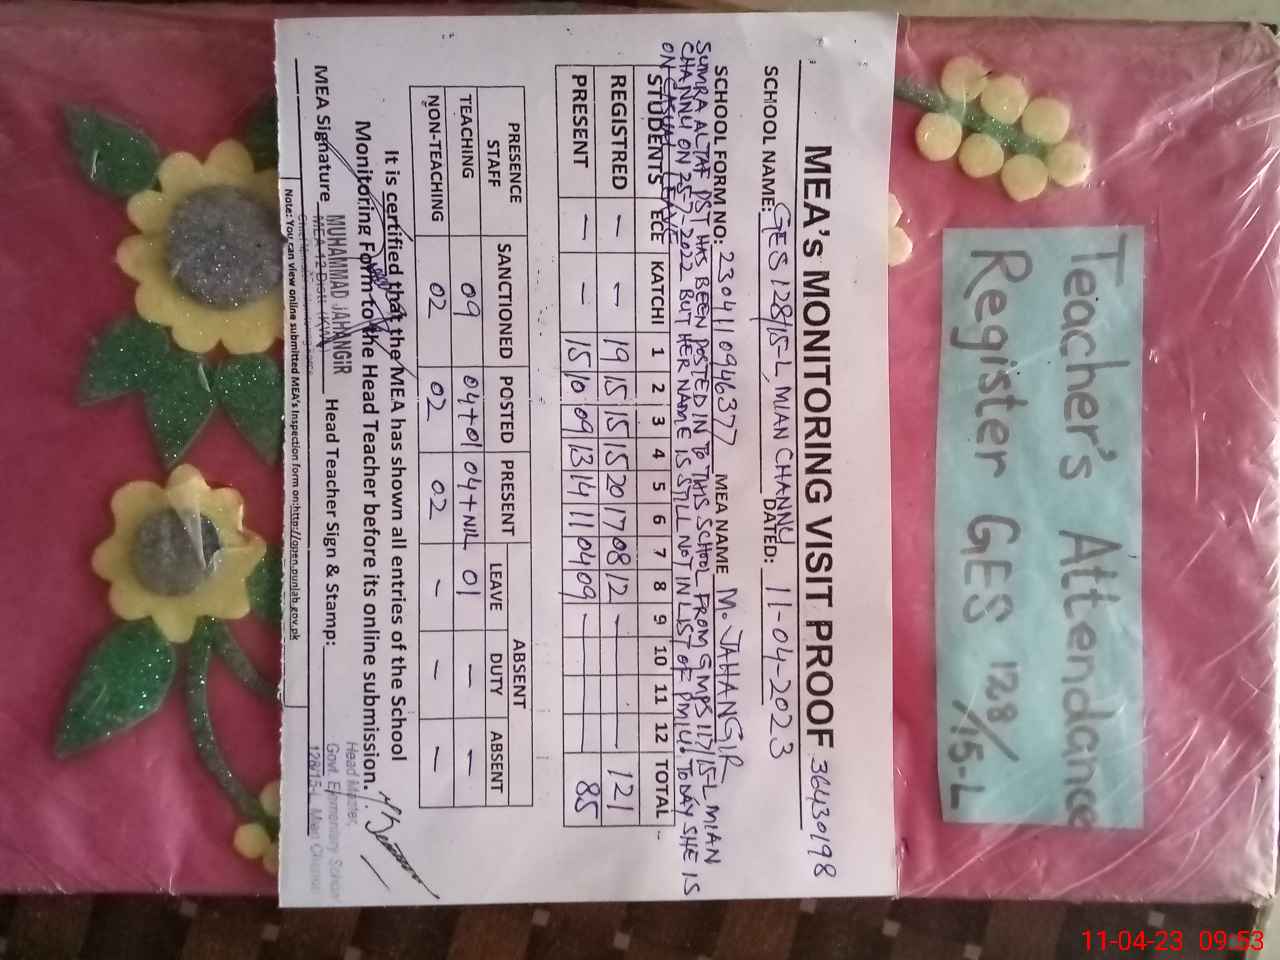 Teacher's Attendance
Register GES 128/
/15-L
MEA's MONITORING VISIT PROOF 36430198
SCHOOL NAME: GES 128/15-L, MIAN CHANNU DATED: 11-04-2023
SCHOOL FORM NO: 230410946377 MEA NAME M. JAHANGIR
SUMRA ALTAF PST HAS BEEN POSTED IN TO THIS SCHOOL FROM GMPS 117/15-L MIAN
CHANNU ON 25-7-2022 BUT HER NAME IS STILL NOT IN LIST OF PMIU. TODAY SHE IS
ON CASUAL LEAVE
STUDENTS ECE KATCHI 1 2 3 4 5 6 7 8 9 10 11 12 TOTAL
REGISTRED — — 19 15 15 15 20 17 08 12 — 121
PRESENT — — 15 10 09 13 14 11 04 09 — 85
PRESENCE STAFF SANCTIONED POSTED PRESENT ABSENT
LEAVE DUTY ABSENT
TEACHING 09 04+01 04+NIL 01 — —
NON-TEACHING 02 02 02 — — —
It is certified that the MEA has shown all entries of the School
Monitoring Form to the Head Teacher before its online submission.
MEA Signature Head Teacher Sign & Stamp:
MUHAMMAD JAHANGIR
Head Master,
Govt. Elementary School
128/15-L Mian Channu
Note: You can view online submitted MEA's Inspection form on:http://open.punjab.gov.pk
11-04-23 09:53